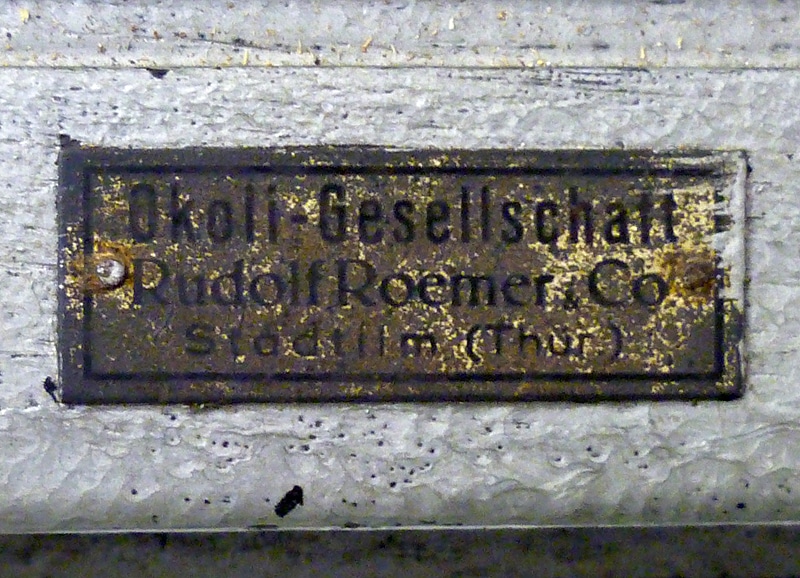 Okoli-Gesellschaft
Rudolf Roemer & Co
Stadtilm (Thür.)